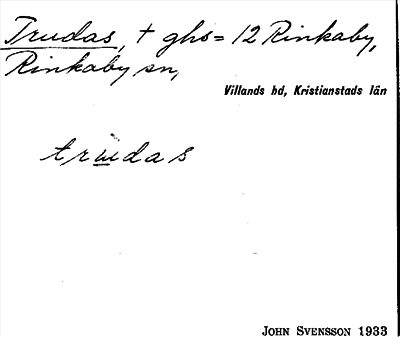 Trudas, † ghs = 12 Rinkaby,
Rinkaby sn,
Villands hd, Kristianstads län
trudas
JOHN SVENSSON 1933